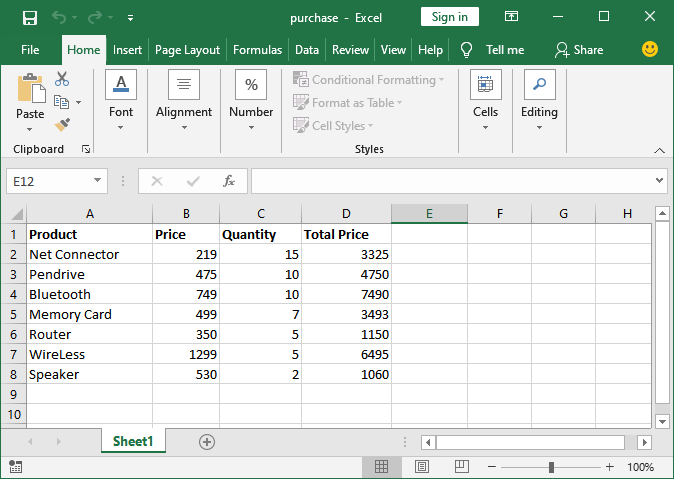 purchase - Excel Sign in
File Home Insert Page Layout Formulas Data Review View Help Tell me Share
Paste A Font Alignment % Number Conditional Formatting Cells Editing
Format as Table
Cell Styles
Clipboard Styles
E12 fx
A B C D E F G H
1 Product Price Quantity Total Price
2 Net Connector 219 15 3325
3 Pendrive 475 10 4750
4 Bluetooth 749 10 7490
5 Memory Card 499 7 3493
6 Router 350 5 1150
7 WireLess 1299 5 6495
8 Speaker 530 2 1060
9
10
Sheet1
100%